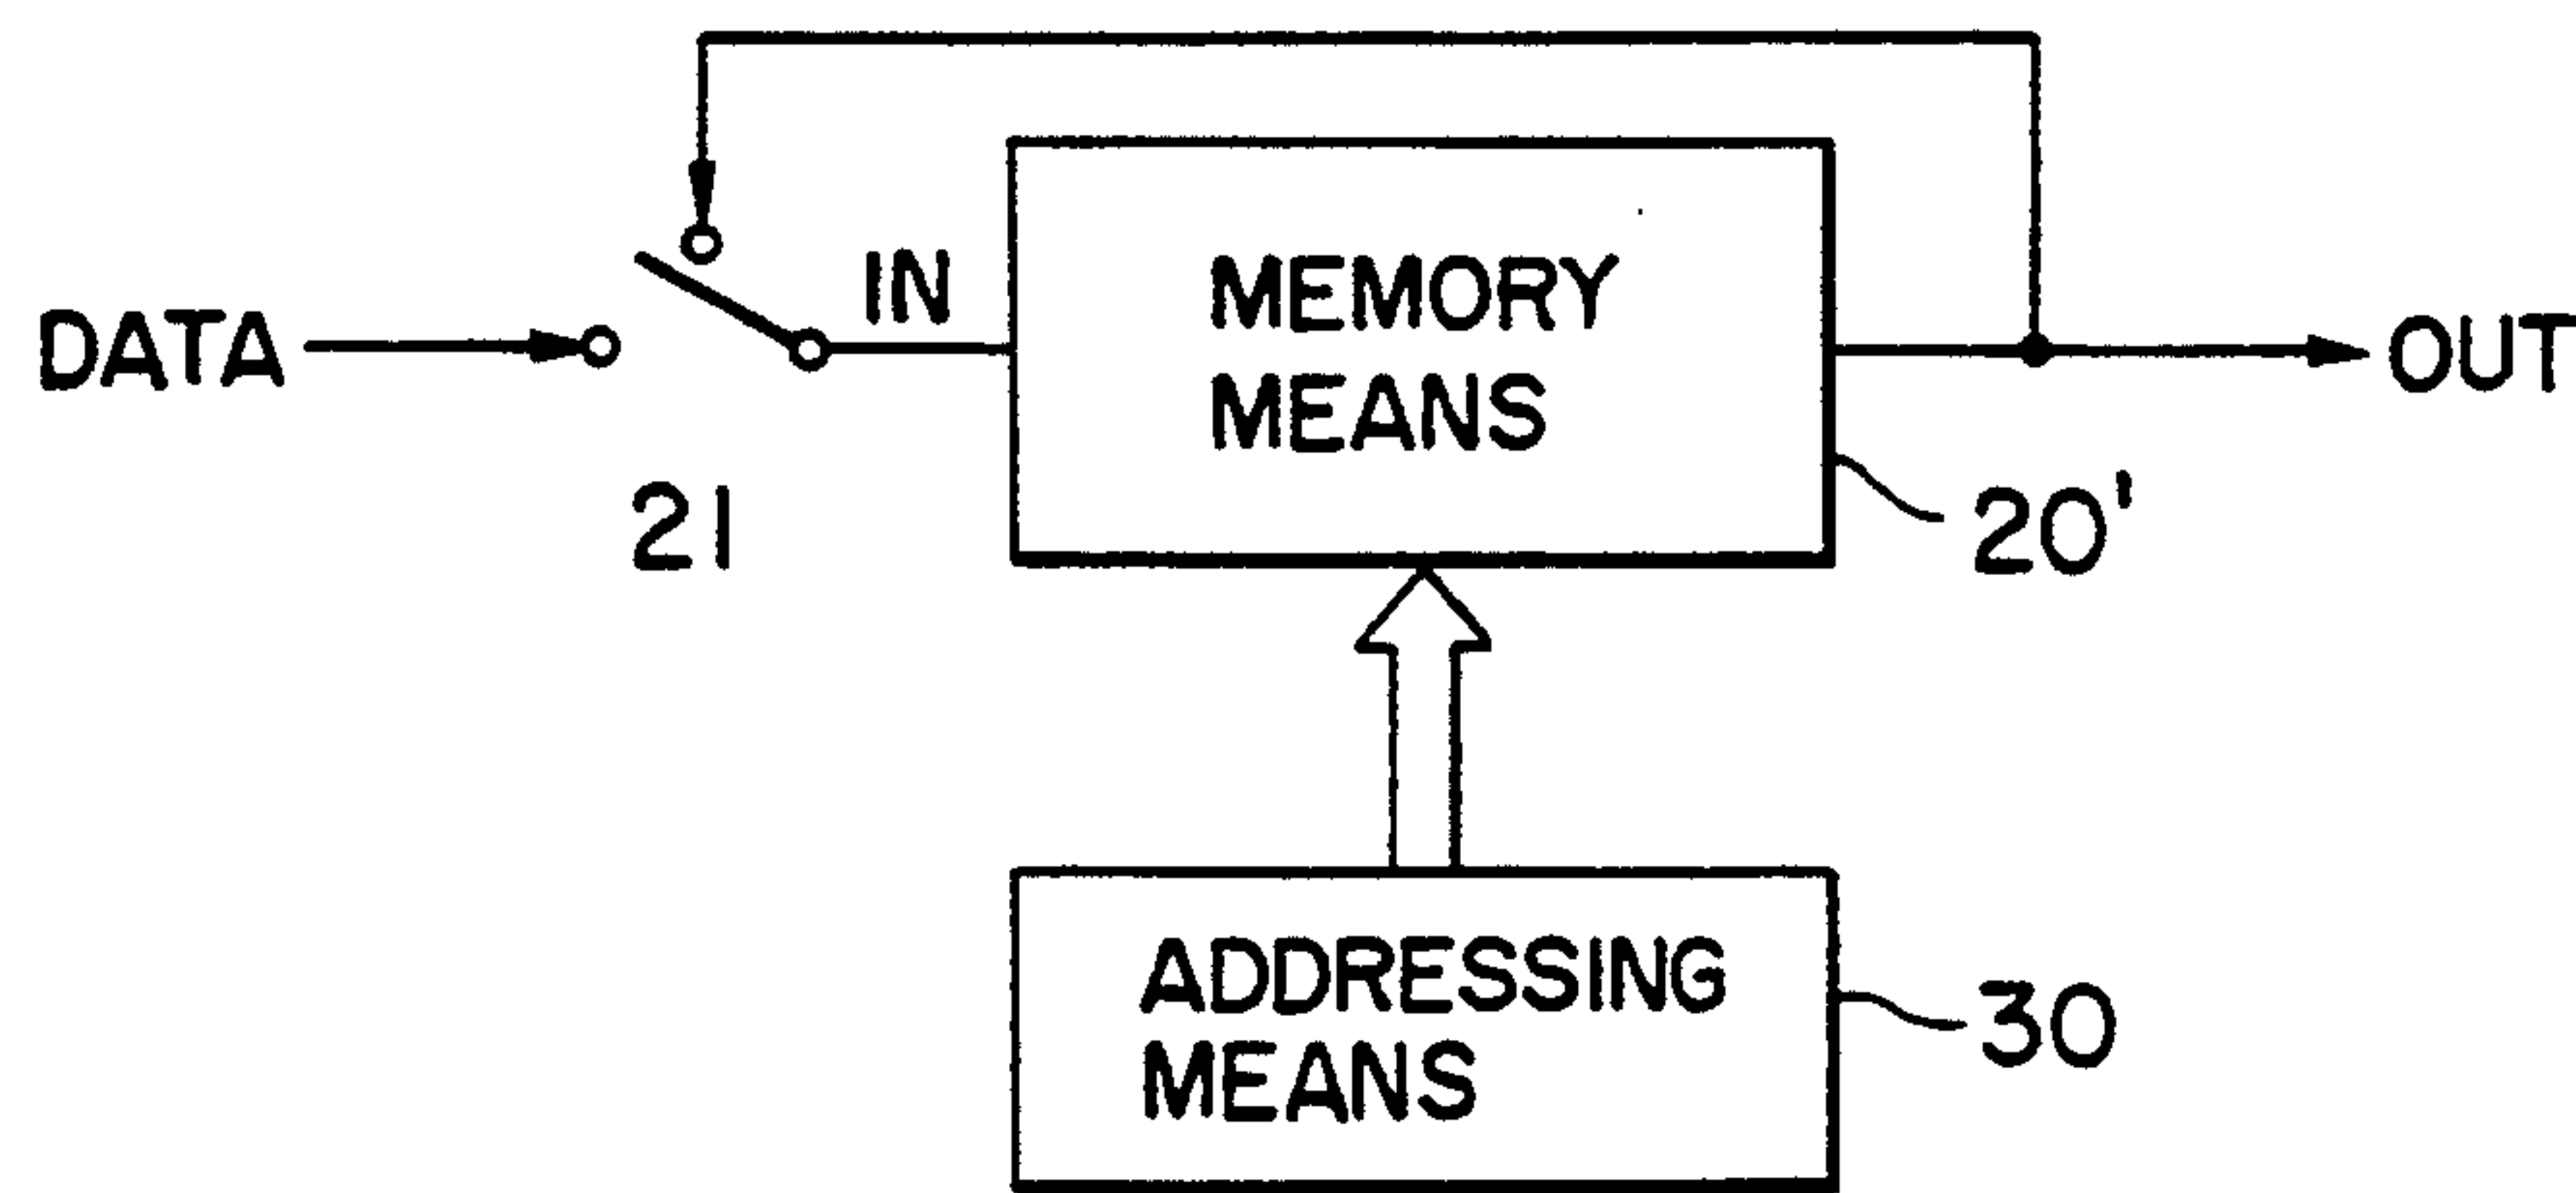 DATA
IN
MEMORY
MEANS
OUT
21
20'
ADDRESSING
MEANS
30